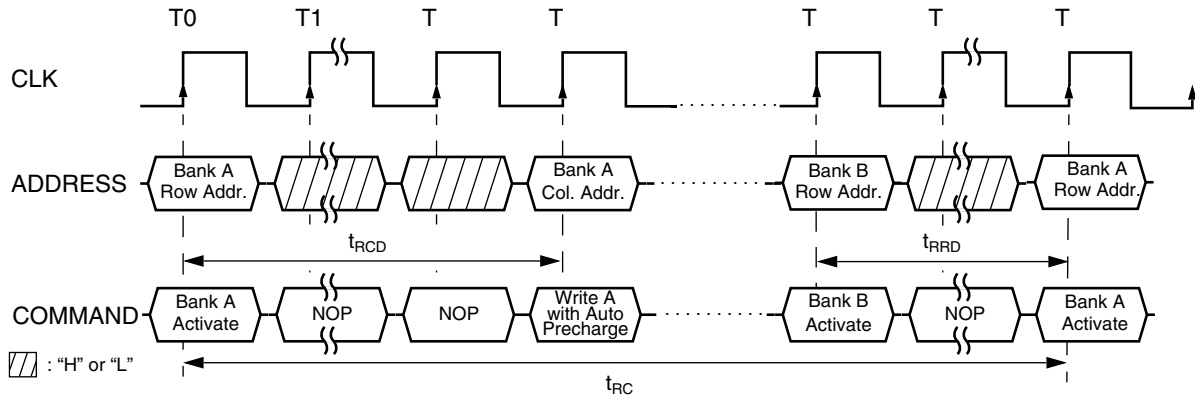 T0 T1 T T T T T
CLK
ADDRESS
Bank A
Row Addr.
Bank A
Col. Addr.
Bank B
Row Addr.
Bank A
Row Addr.
tRCD
tRRD
COMMAND
Bank A
Activate
NOP
NOP
Write A
with Auto
Precharge
Bank B
Activate
NOP
Bank A
Activate
: “H” or “L”
tRC